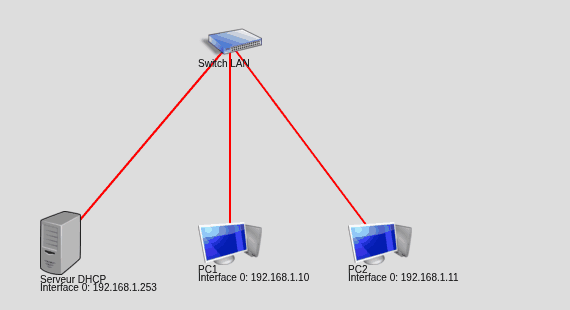 Switch LAN
Serveur DHCP
Interface 0: 192.168.1.253
PC1
Interface 0: 192.168.1.10
PC2
Interface 0: 192.168.1.11